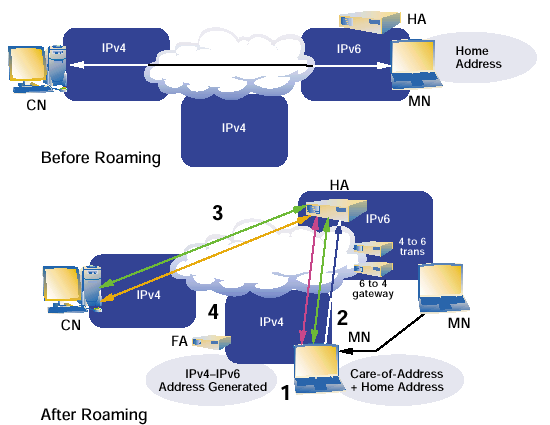 HA
IPv4
IPv6
Home
Address
CN
MN
IPv4
Before Roaming
HA
3
IPv6
4 to 6
trans
6 to 4
gateway
IPv4
4
IPv4
2
CN
MN
FA
MN
IPv4–IPv6
Address Generated
1
Care-of-Address
+ Home Address
After Roaming